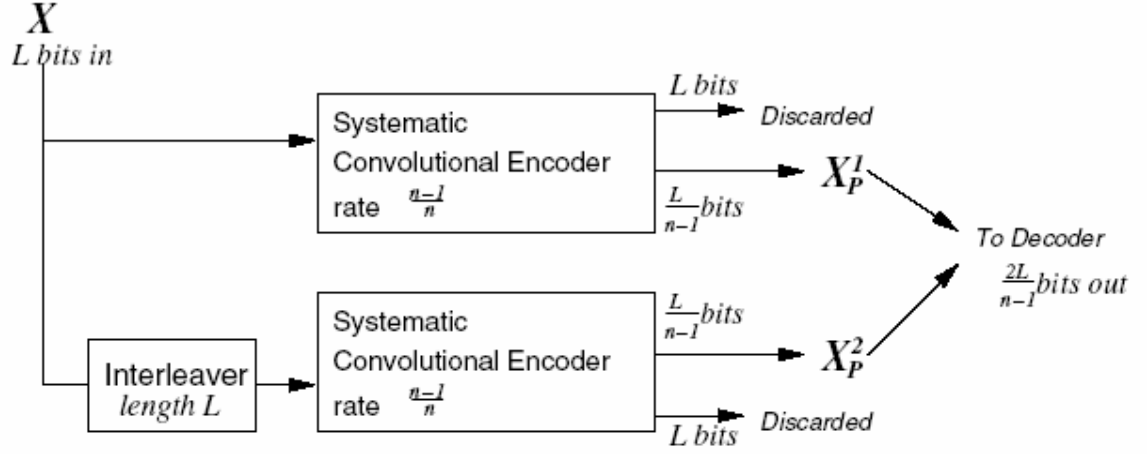 X
L bits in
Systematic
Convolutional Encoder
rate n−1/n
L bits
Discarded
X_P^1
L/n−1 bits
To Decoder
2L/n−1 bits out
Interleaver
length L
Systematic
Convolutional Encoder
rate n−1/n
L/n−1 bits
X_P^2
Discarded
L bits